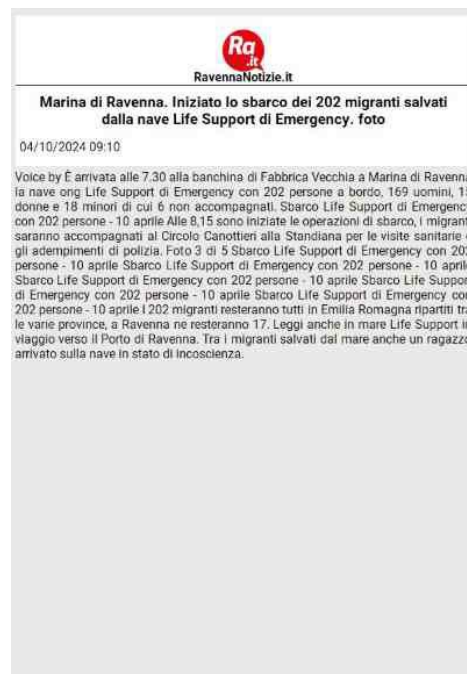 Ra
.it
RavennaNotizie.it
Marina di Ravenna. Iniziato lo sbarco dei 202 migranti salvati
dalla nave Life Support di Emergency. foto
04/10/2024 09:10
Voice by È arrivata alle 7.30 alla banchina di Fabbrica Vecchia a Marina di Ravenna
la nave ong Life Support di Emergency con 202 persone a bordo, 169 uomini,
donne e 18 minori di cui 6 non accompagnati. Sbarco Life Support di Emergency
con 202 persone - 10 aprile Alle 8,15 sono iniziate le operazioni di sbarco, i migranti
saranno accompagnati al Circolo Canottieri alla Standiana per le visite sanitarie
gli adempimenti di polizia. Foto 3 di 5 Sbarco Life Support di Emergency con 202
persone - 10 aprile Sbarco Life Support di Emergency con 202 persone - 10 aprile
Sbarco Life Support di Emergency con 202 persone - 10 aprile Sbarco Life Support
di Emergency con 202 persone - 10 aprile Sbarco Life Support di Emergency con
202 persone - 10 aprile I 202 migranti resteranno tutti in Emilia Romagna ripartiti tra
le varie province, a Ravenna ne resteranno 17. Leggi anche in mare Life Support in
viaggio verso il Porto di Ravenna. Tra i migranti salvati dal mare anche un ragazzo
arrivato sulla nave in stato di incoscienza.